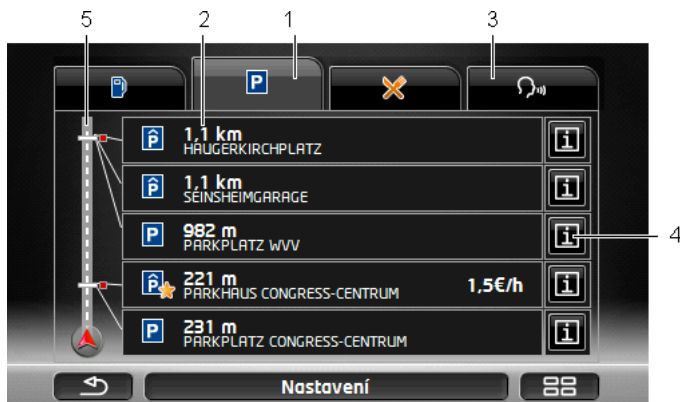 5 2 1 3
P
P 1,1 km
HAUGERKIRCHPLATZ
i
P 1,1 km
SEINSHEIMGARAGE
i
P 982 m
PARKPLATZ WVV
i 4
P 221 m 1,5€/h
PARKHAUS CONGRESS-CENTRUM
i
P 231 m
PARKPLATZ CONGRESS-CENTRUM
i
Nastavení